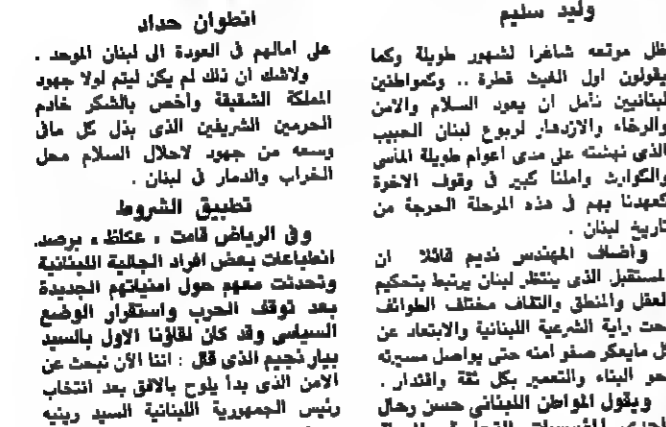 وليد سليم
ظل موقعه شاغرا لشهور طويلة وكما
يقولون اول الغيث قطرة .. وكمواطنين
لبنانيين نأمل ان يعود السلام والامن
والرخاء والازدهار لربوع لبنان الحبيب
الذى نهشته على مدى اعوام طويلة المآسى
والكوارث واملنا كبير فى وقوف الاخوة
كعهدنا بهم فى هذه المرحلة الحرجة من
تاريخ لبنان .
وأضاف المهندس نديم قائلا ان
المستقبل الذى ينتظر لبنان يرتبط بتحكيم
العقل والمنطق والتفاف مختلف الطوائف
تحت راية الشرعية اللبنانية والابتعاد عن
كل مايعكر صفو امنه حتى يواصل مسيرته
نحو البناء والتعمير بكل ثقة واقتدار .
ويقول المواطن اللبنانى حسن رحال
انطوان حداد
على امالهم فى العودة الى لبنان الموحد .
ولاشك ان ذلك لم يكن ليتم لولا جهود
المملكة الشقيقة وأخص بالشكر خادم
الحرمين الشريفين الذى بذل كل مافى
وسعه من جهود لاحلال السلام محل
الخراب والدمار فى لبنان .
تطبيق الشروط
وفى الرياض قامت « عكاظ » برصد
انطباعات بعض افراد الجالية اللبنانية
وتحدثت معهم حول امنياتهم الجديدة
بعد توقف الحرب واستقرار الوضع
السياسى وقد كان لقاؤنا الاول بالسيد
بيار نجيم الذى قال : اننا الآن نبحث عن
الامن الذى بدأ يلوح بالافق بعد انتخاب
رئيس الجمهورية اللبنانية السيد رينيه